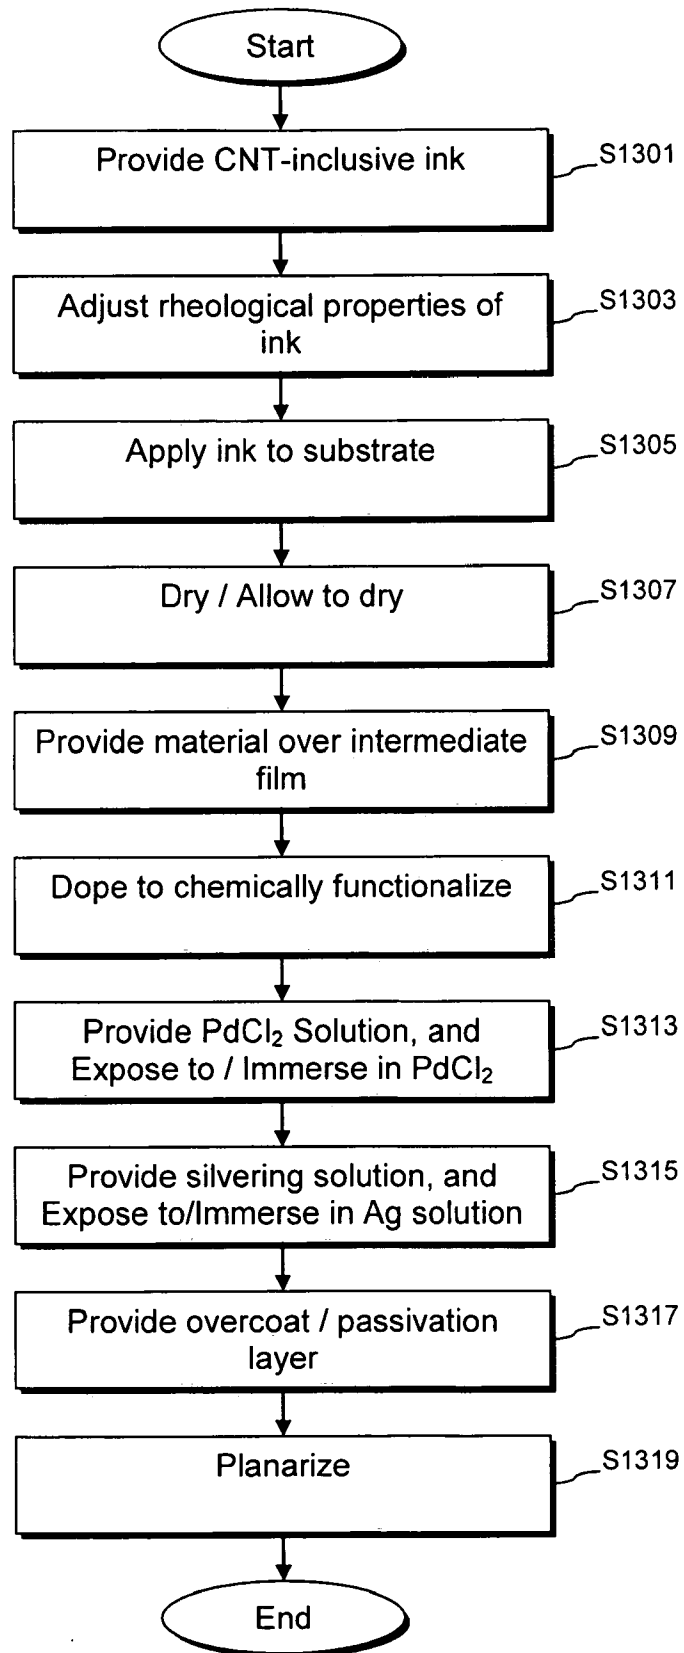 Start
Provide CNT-inclusive ink
S1301
Adjust rheological properties of
ink
S1303
Apply ink to substrate
S1305
Dry / Allow to dry
S1307
Provide material over intermediate
film
S1309
Dope to chemically functionalize
S1311
Provide PdCl₂ Solution, and
Expose to / Immerse in PdCl₂
S1313
Provide silvering solution, and
Expose to/Immerse in Ag solution
S1315
Provide overcoat / passivation
layer
S1317
Planarize
S1319
End